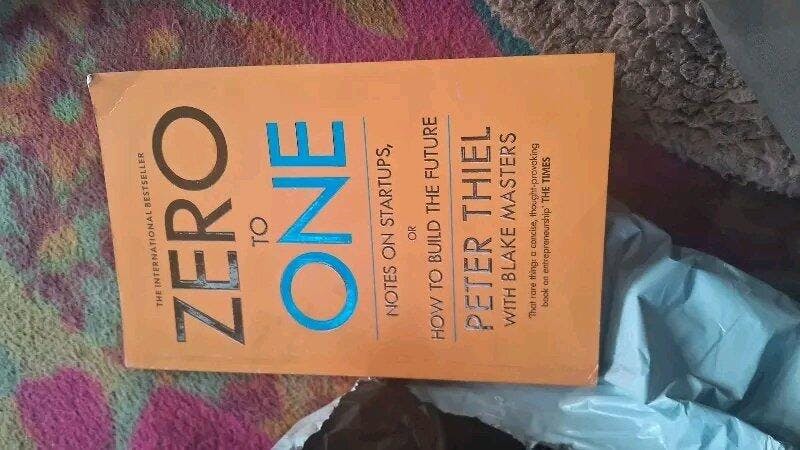 THE INTERNATIONAL BESTSELLER
ZERO
TO
ONE
NOTES ON STARTUPS,
OR
HOW TO BUILD THE FUTURE
PETER THIEL
WITH BLAKE MASTERS
'That rare thing: a concise, thought-provoking
book on entrepreneurship' THE TIMES